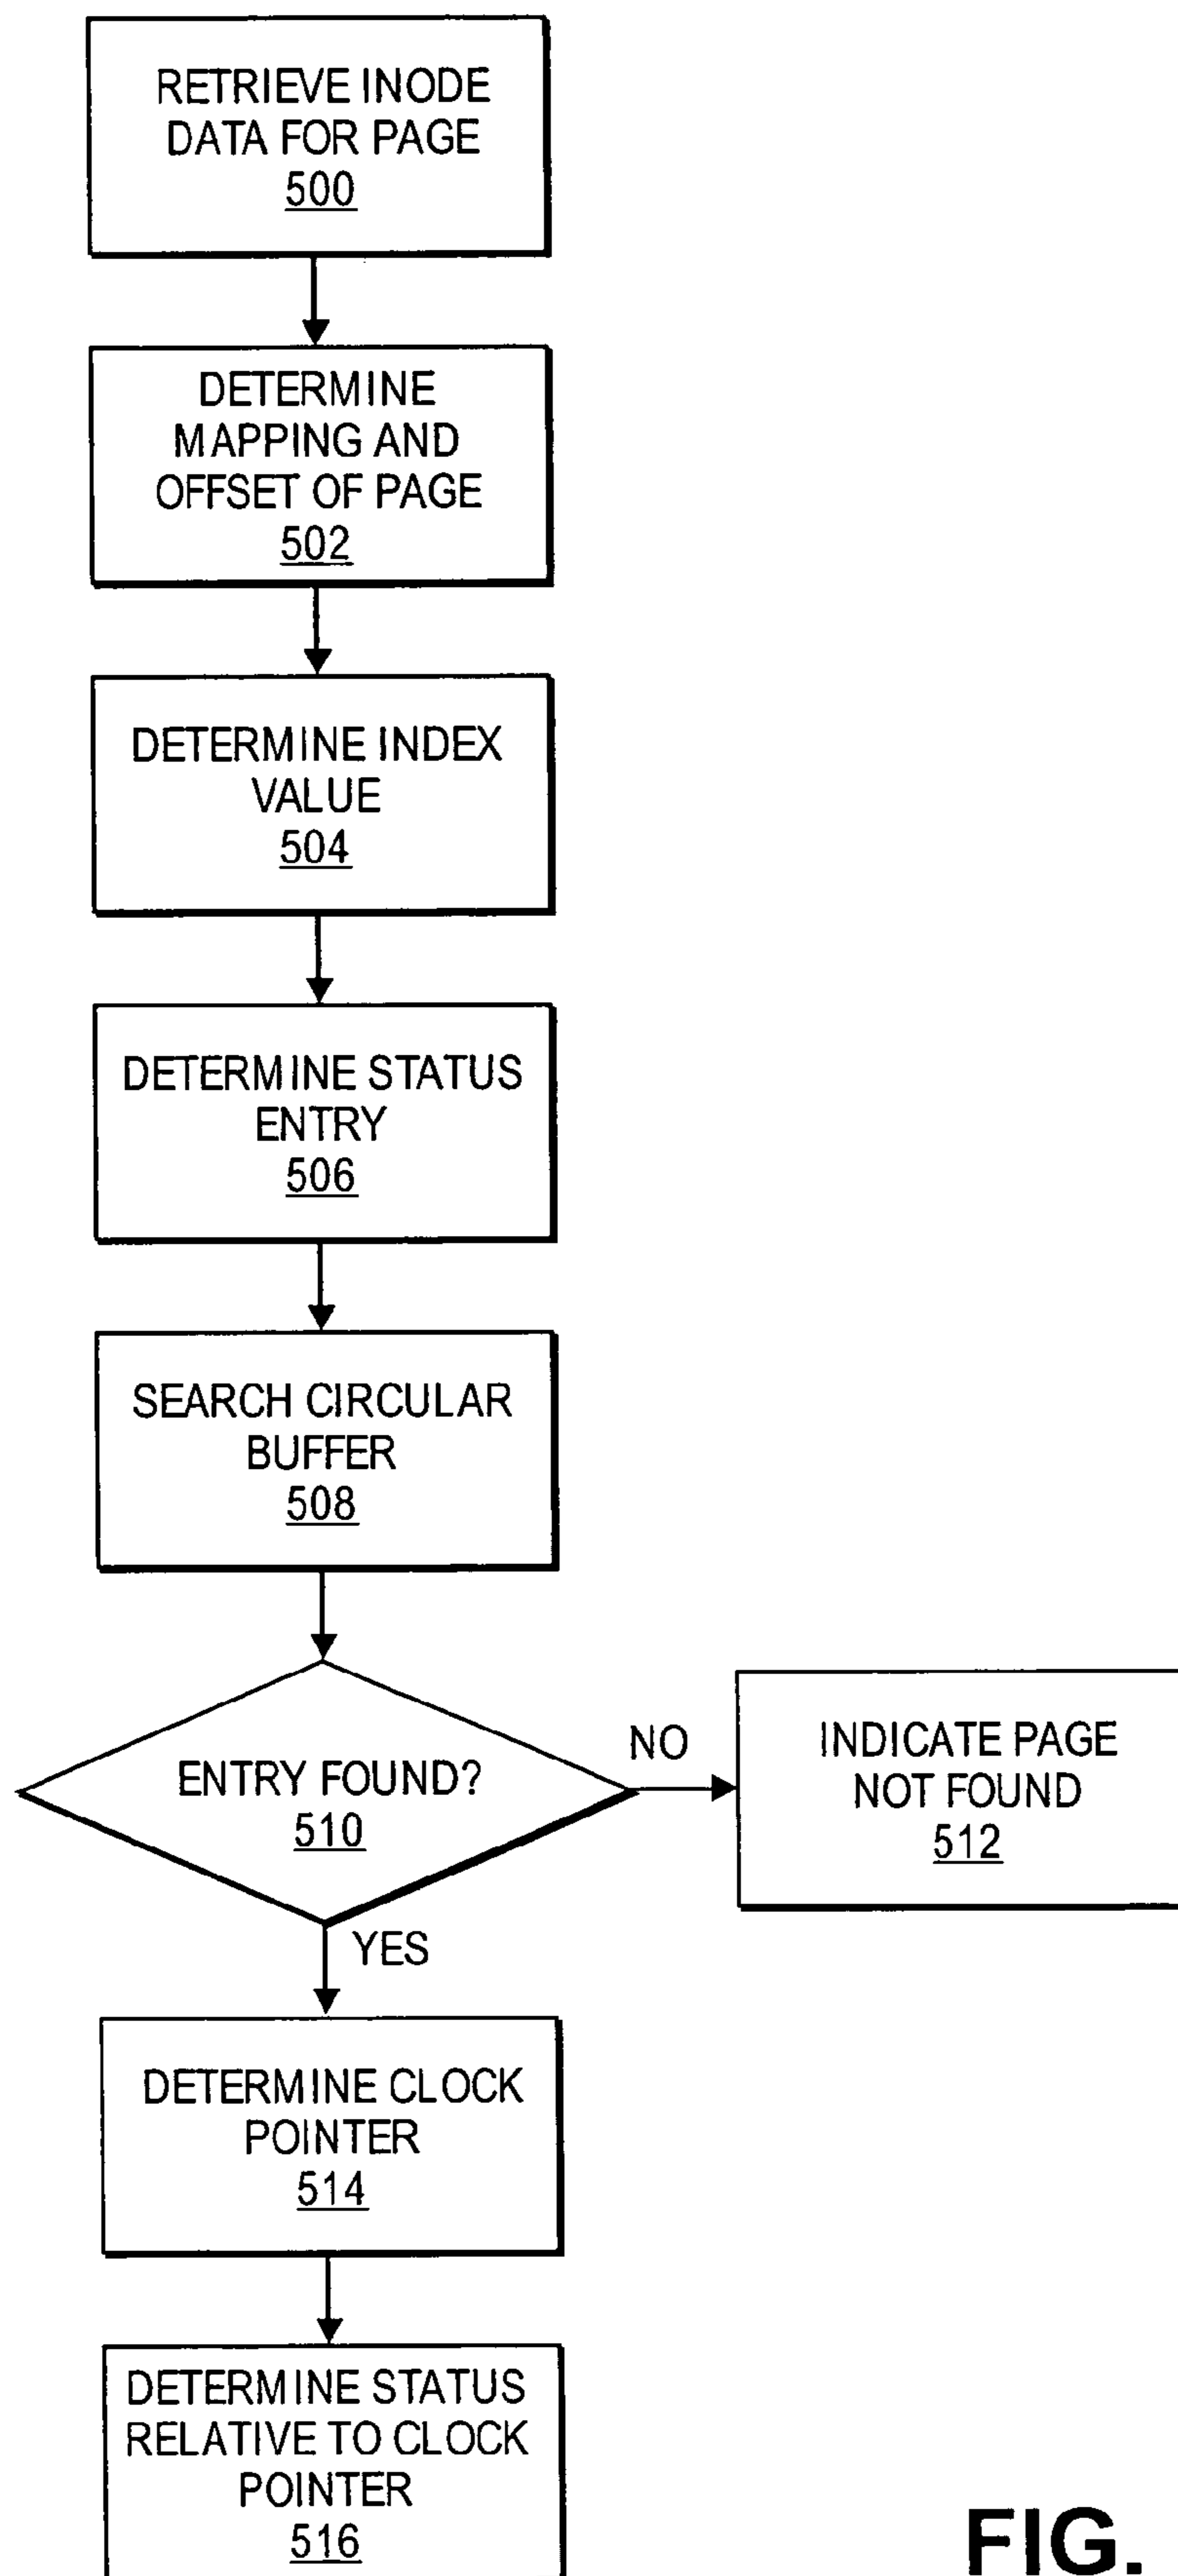 RETRIEVE INODE
DATA FOR PAGE
500
DETERMINE
MAPPING AND
OFFSET OF PAGE
502
DETERMINE INDEX
VALUE
504
DETERMINE STATUS
ENTRY
506
SEARCH CIRCULAR
BUFFER
508
ENTRY FOUND?
510
NO
INDICATE PAGE
NOT FOUND
512
YES
DETERMINE CLOCK
POINTER
514
DETERMINE STATUS
RELATIVE TO CLOCK
POINTER
516
FIG.